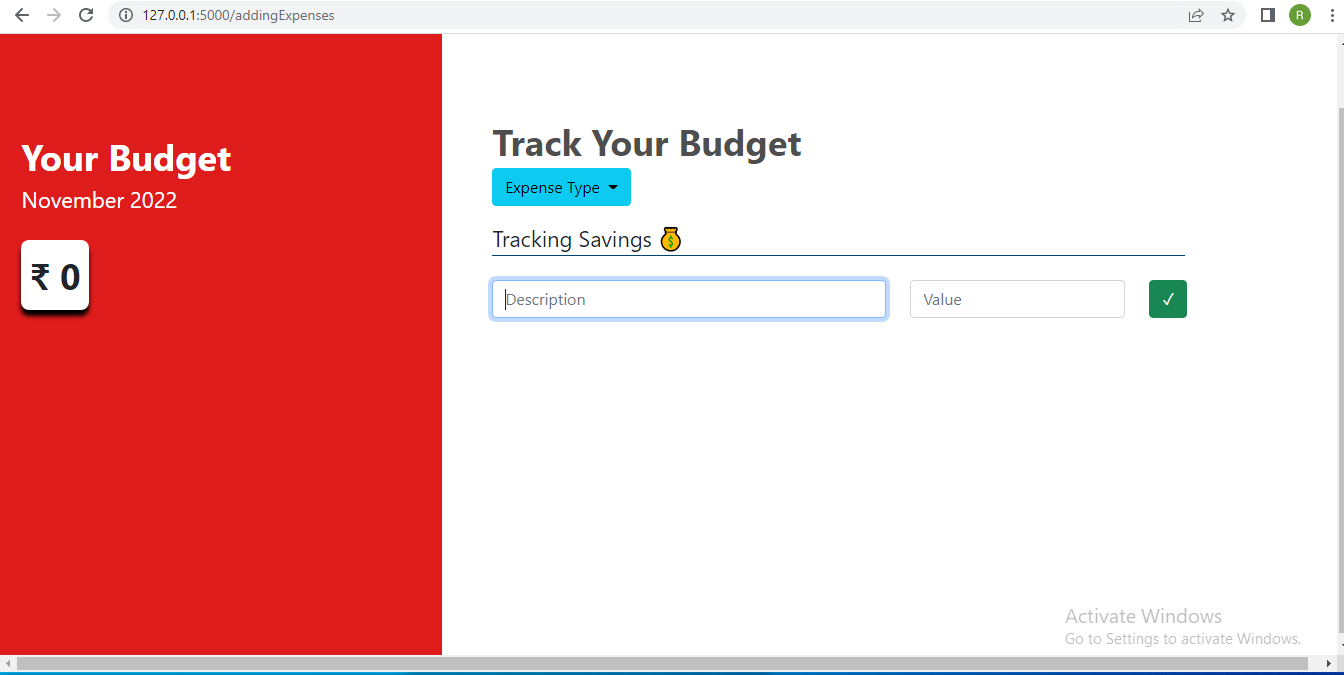 127.0.0.1:5000/addingExpenses
R
Your Budget
November 2022
₹ 0
Track Your Budget
Expense Type
Tracking Savings 💰
Description
Value
✓
Activate Windows
Go to Settings to activate Windows.